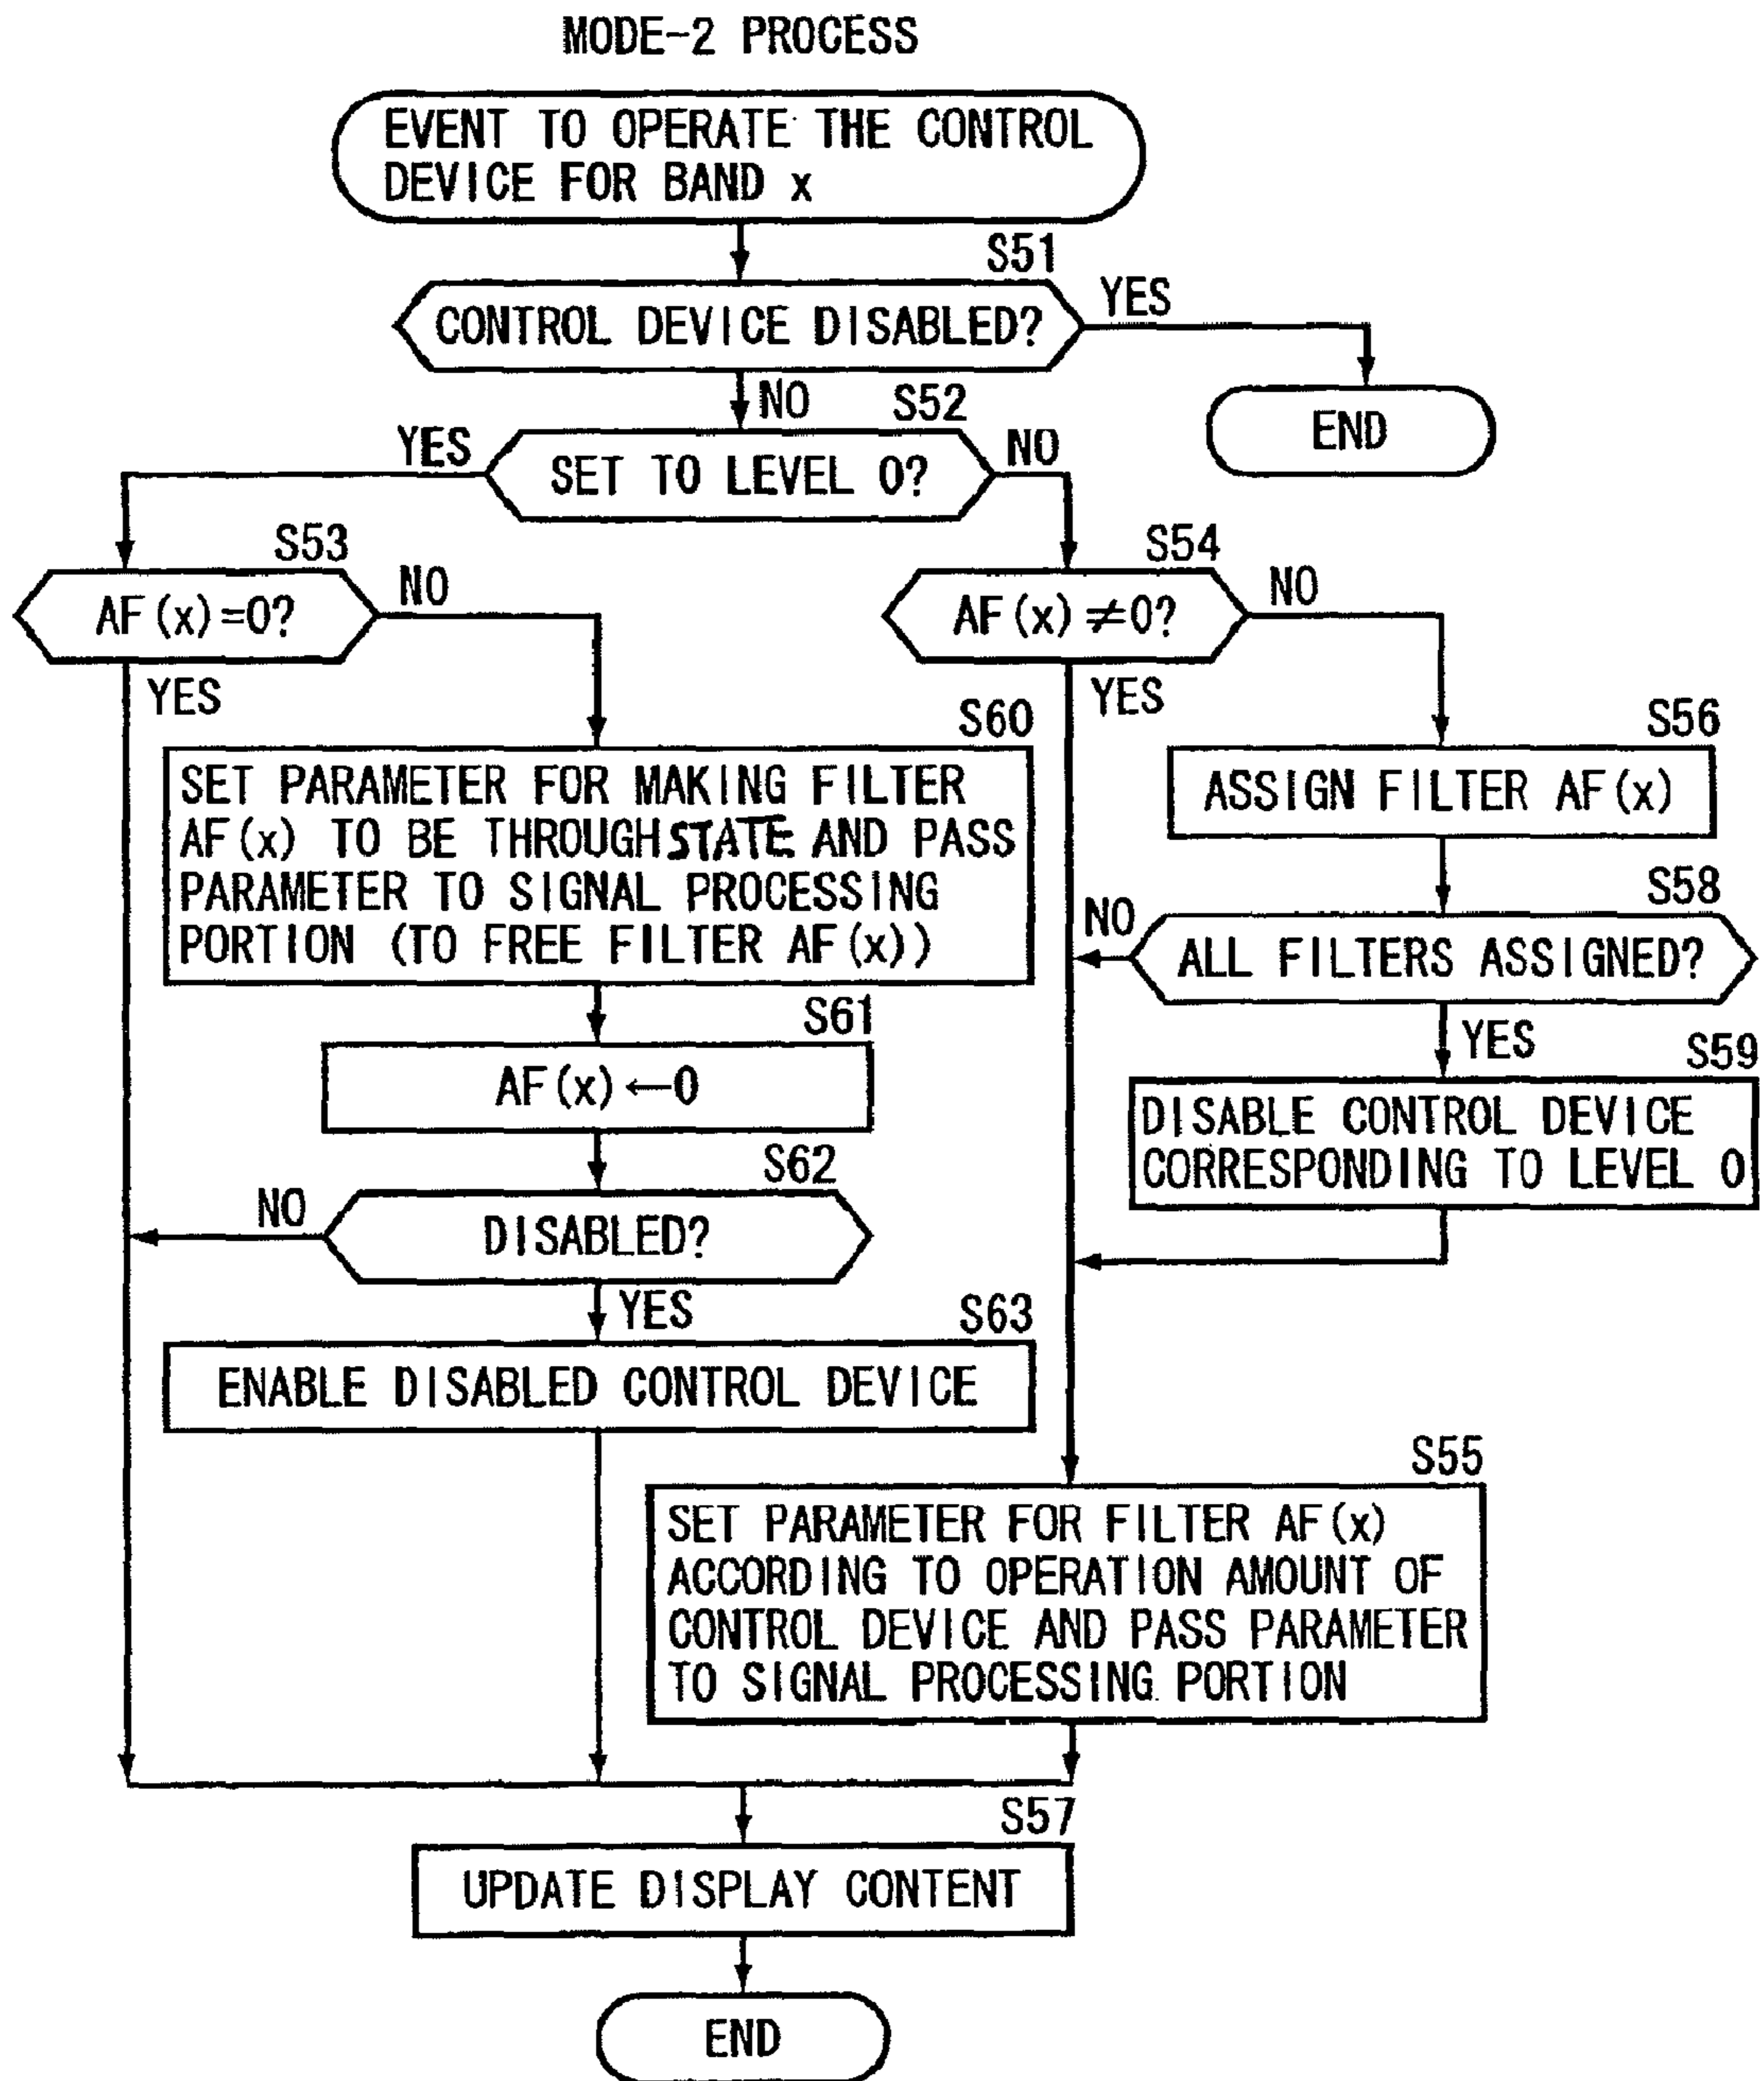 MODE-2 PROCESS
EVENT TO OPERATE THE CONTROL
DEVICE FOR BAND x
S51
CONTROL DEVICE DISABLED?
YES
NO
END
S52
YES
SET TO LEVEL 0?
NO
S53
AF(x)=0?
NO
YES
S54
AF(x)≠0?
NO
YES
S60
SET PARAMETER FOR MAKING FILTER
AF(x) TO BE THROUGH STATE AND PASS
PARAMETER TO SIGNAL PROCESSING
PORTION (TO FREE FILTER AF(x))
S56
ASSIGN FILTER AF(x)
S58
NO
ALL FILTERS ASSIGNED?
YES
S59
DISABLE CONTROL DEVICE
CORRESPONDING TO LEVEL 0
S61
AF(x)←0
S62
NO
DISABLED?
YES
S63
ENABLE DISABLED CONTROL DEVICE
S55
SET PARAMETER FOR FILTER AF(x)
ACCORDING TO OPERATION AMOUNT OF
CONTROL DEVICE AND PASS PARAMETER
TO SIGNAL PROCESSING PORTION
S57
UPDATE DISPLAY CONTENT
END